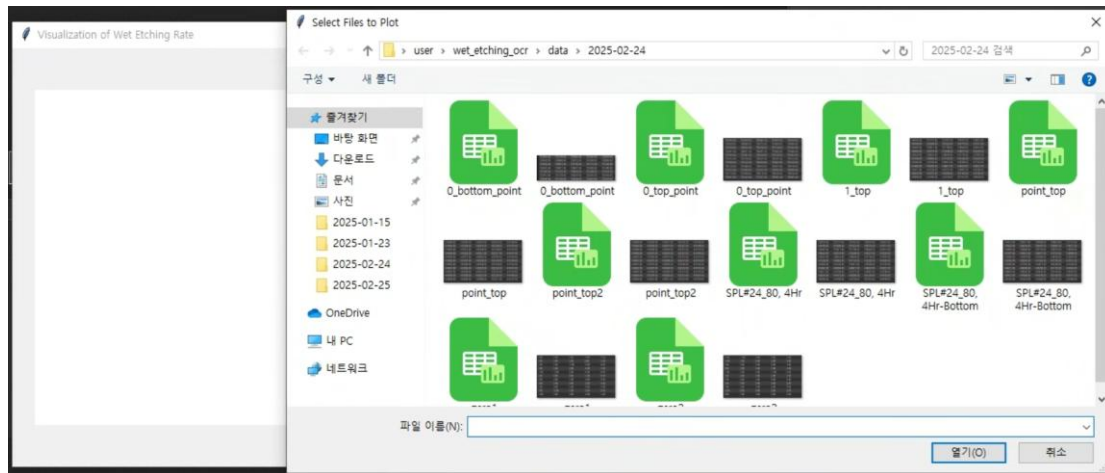 Visualization of Wet Etching Rate
Select Files to Plot
user › wet_etching_ocr › data › 2025-02-24
2025-02-24 검색
구성
새 폴더
즐겨찾기
바탕 화면
다운로드
문서
사진
2025-01-15
2025-01-23
2025-02-24
2025-02-25
OneDrive
내 PC
네트워크
0_bottom_point 0_bottom_point 0_top_point 0_top_point 1_top 1_top point_top
point_top point_top2 point_top2 SPL#24_80, 4Hr SPL#24_80, 4Hr SPL#24_80, 4Hr-Bottom SPL#24_80, 4Hr-Bottom
파일 이름(N):
열기(O) 취소